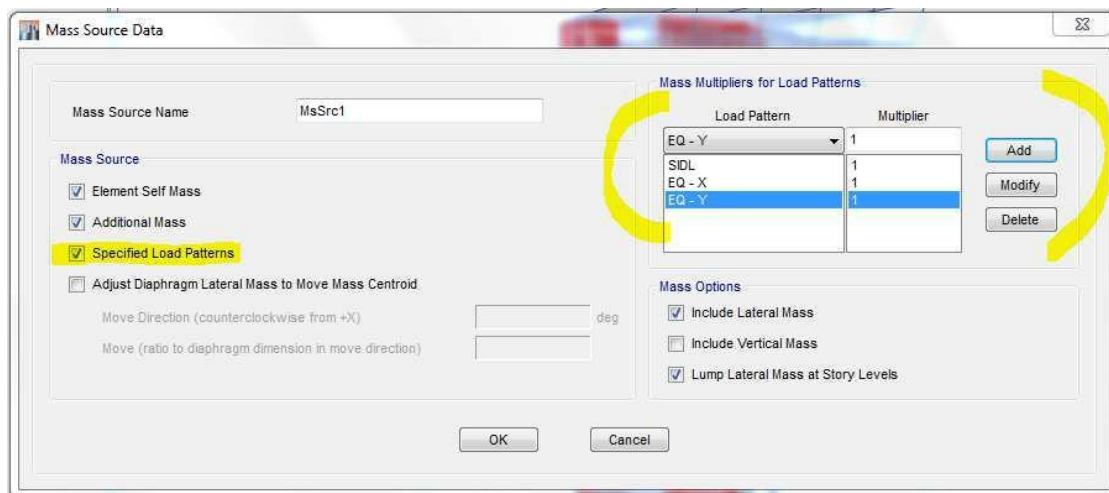 Mass Source Data
Mass Source Name
MsSrc1
Mass Source
Element Self Mass
Additional Mass
Specified Load Patterns
Adjust Diaphragm Lateral Mass to Move Mass Centroid
Move Direction (counterclockwise from +X)
deg
Move (ratio to diaphragm dimension in move direction)
Mass Multipliers for Load Patterns
Load Pattern Multiplier
EQ - Y 1
SIDL 1
EQ - X 1
EQ - Y 1
Add
Modify
Delete
Mass Options
Include Lateral Mass
Include Vertical Mass
Lump Lateral Mass at Story Levels
OK Cancel